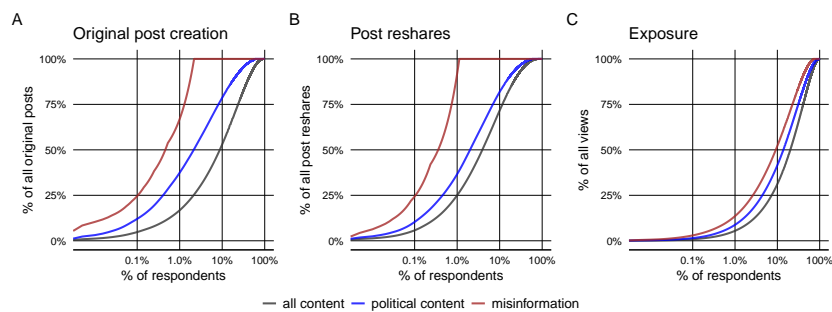 A
Original post creation
100%
75%
50%
25%
0%
% of all original posts
0.1% 1.0% 10% 100%
% of respondents
B
Post reshares
100%
75%
50%
25%
0%
% of all post reshares
0.1% 1.0% 10% 100%
% of respondents
C
Exposure
100%
75%
50%
25%
0%
% of all views
0.1% 1.0% 10% 100%
% of respondents
all content political content misinformation